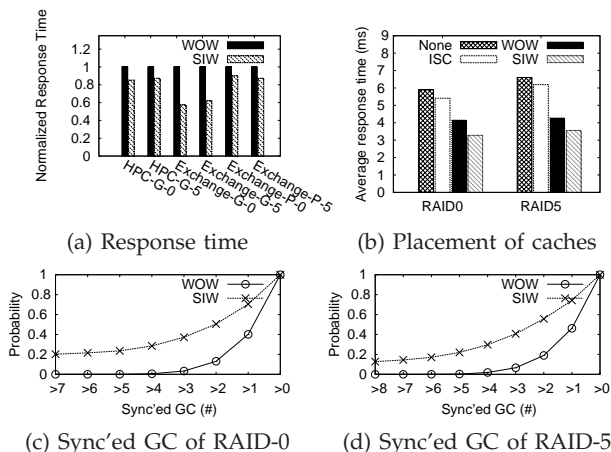 Normalized Response Time
1.2
1
0.8
0.6
0.4
0.2
0
WOW
SIW
HPC-G-0
HPC-G-5
Exchange-G-0
Exchange-G-5
Exchange-P-0
Exchange-P-5
(a) Response time
Average response time (ms)
9
8
7
6
5
4
3
2
1
0
None
ISC
WOW
SIW
RAID0
RAID5
(b) Placement of caches
Probability
1
0.8
0.6
0.4
0.2
0
WOW
SIW
>7 >6 >5 >4 >3 >2 >1 >0
Sync'ed GC (#)
(c) Sync'ed GC of RAID-0
Probability
1
0.8
0.6
0.4
0.2
0
WOW
SIW
>8 >7 >6 >5 >4 >3 >2 >1 >0
Sync'ed GC (#)
(d) Sync'ed GC of RAID-5